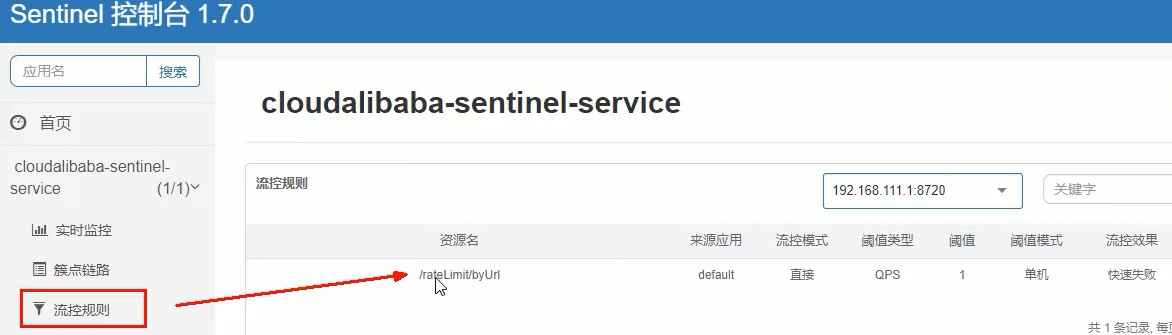 Sentinel 控制台 1.7.0
应用名 搜索
首页
cloudalibaba-sentinel-
service (1/1)
实时监控
簇点链路
流控规则
cloudalibaba-sentinel-service
流控规则 192.168.111.1:8720 关键字
资源名 来源应用 流控模式 阈值类型 阈值 阈值模式 流控效果
/rateLimit/byUrl default 直接 QPS 1 单机 快速失败
共 1 条记录, 每